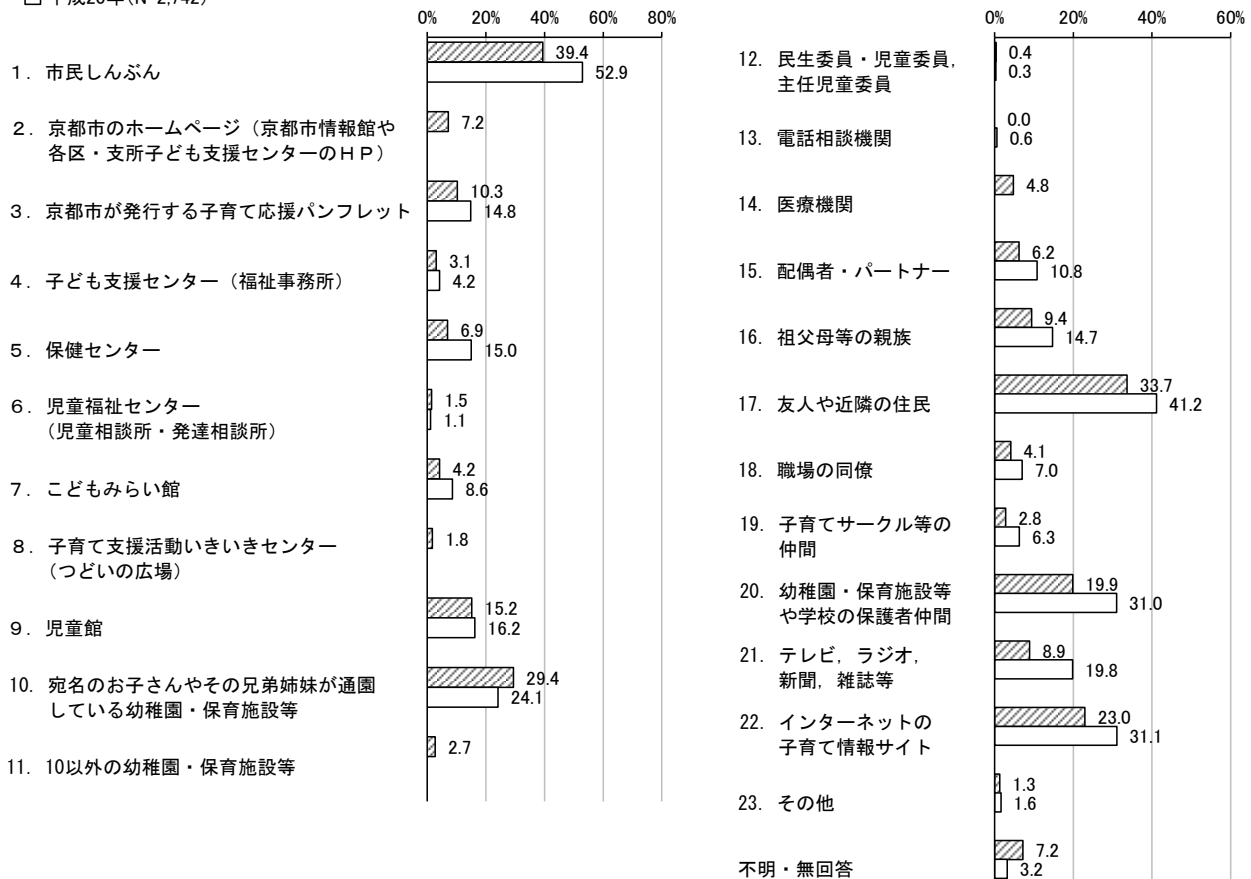 0% 20% 40% 60% 80%
1. 市民しんぶん
39.4
52.9
2. 京都市のホームページ（京都市情報館や
各区・支所子ども支援センターのＨＰ）
7.2
3. 京都市が発行する子育て応援パンフレット
10.3
14.8
4. 子ども支援センター（福祉事務所）
3.1
4.2
5. 保健センター
6.9
15.0
6. 児童福祉センター
（児童相談所・発達相談所）
1.5
1.1
7. こどもみらい館
4.2
8.6
8. 子育て支援活動いきいきセンター
（つどいの広場）
1.8
9. 児童館
15.2
16.2
10. 宛名のお子さんやその兄弟姉妹が通園
している幼稚園・保育施設等
29.4
24.1
11. 10以外の幼稚園・保育施設等
2.7
0% 20% 40% 60%
12. 民生委員・児童委員，
主任児童委員
0.4
0.3
13. 電話相談機関
0.0
0.6
14. 医療機関
4.8
15. 配偶者・パートナー
6.2
10.8
16. 祖父母等の親族
9.4
14.7
17. 友人や近隣の住民
33.7
41.2
18. 職場の同僚
4.1
7.0
19. 子育てサークル等の
仲間
2.8
6.3
20. 幼稚園・保育施設等
や学校の保護者仲間
19.9
31.0
21. テレビ，ラジオ，
新聞，雑誌等
8.9
19.8
22. インターネットの
子育て情報サイト
23.0
31.1
23. その他
1.3
1.6
不明・無回答
7.2
3.2